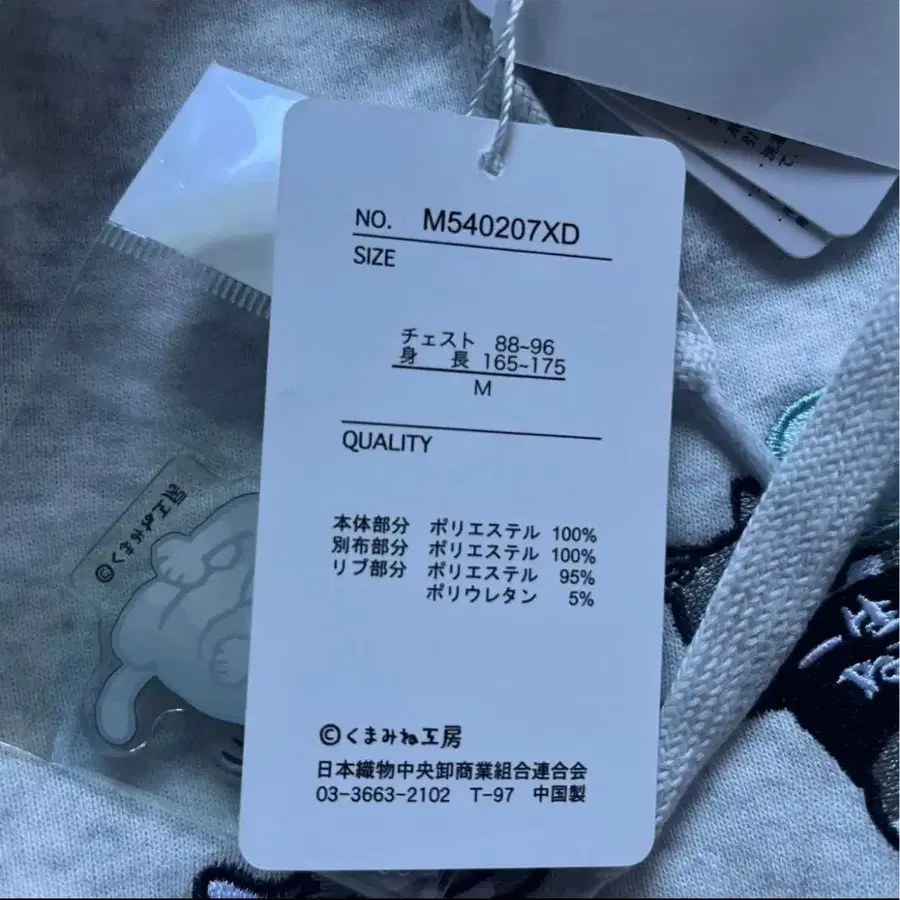 NO. M540207XD
SIZE
チェスト 88~96
身 長 165~175
M
QUALITY
本体部分 ポリエステル 100%
別布部分 ポリエステル 100%
リブ部分 ポリエステル 95%
ポリウレタン 5%
©くまみね工房
日本織物中央卸商業組合連合会
03-3663-2102 T-97 中国製
©くまみね工房